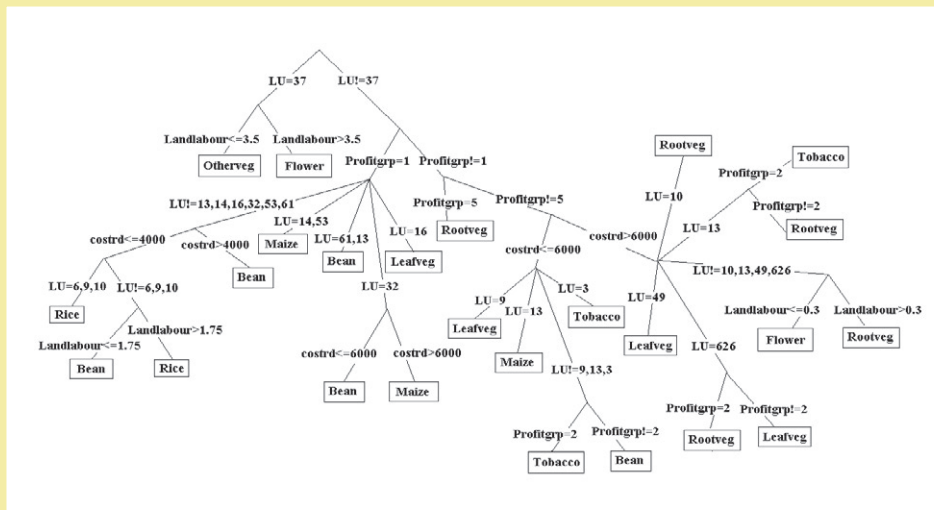 LU=37
LU!=37
Landlabour<=3.5
Landlabour>3.5
Otherveg
Flower
Profitgrp=1
Profitgrp!=1
LU!=13,14,16,32,53,61
LU=14,53
Maize
LU=61,13
Bean
LU=16
Leafveg
LU=32
Profitgrp=5
Rootveg
Profitgrp!=5
costrd<=4000
costrd>4000
Bean
LU=6,9,10
LU!=6,9,10
Rice
Landlabour<=1.75
Landlabour>1.75
Bean
Rice
costrd<=6000
costrd>6000
Bean
Maize
costrd<=6000
costrd>6000
LU=9
Leafveg
LU=13
Maize
LU=3
Tobacco
LU!=9,13,3
Profitgrp=2
Profitgrp!=2
Tobacco
Bean
Rootveg
LU=10
LU=13
Profitgrp=2
Tobacco
Profitgrp!=2
Rootveg
LU!=10,13,49,626
Landlabour<=0.3
Landlabour>0.3
Flower
Rootveg
LU=49
Leafveg
LU=626
Profitgrp=2
Profitgrp!=2
Rootveg
Leafveg